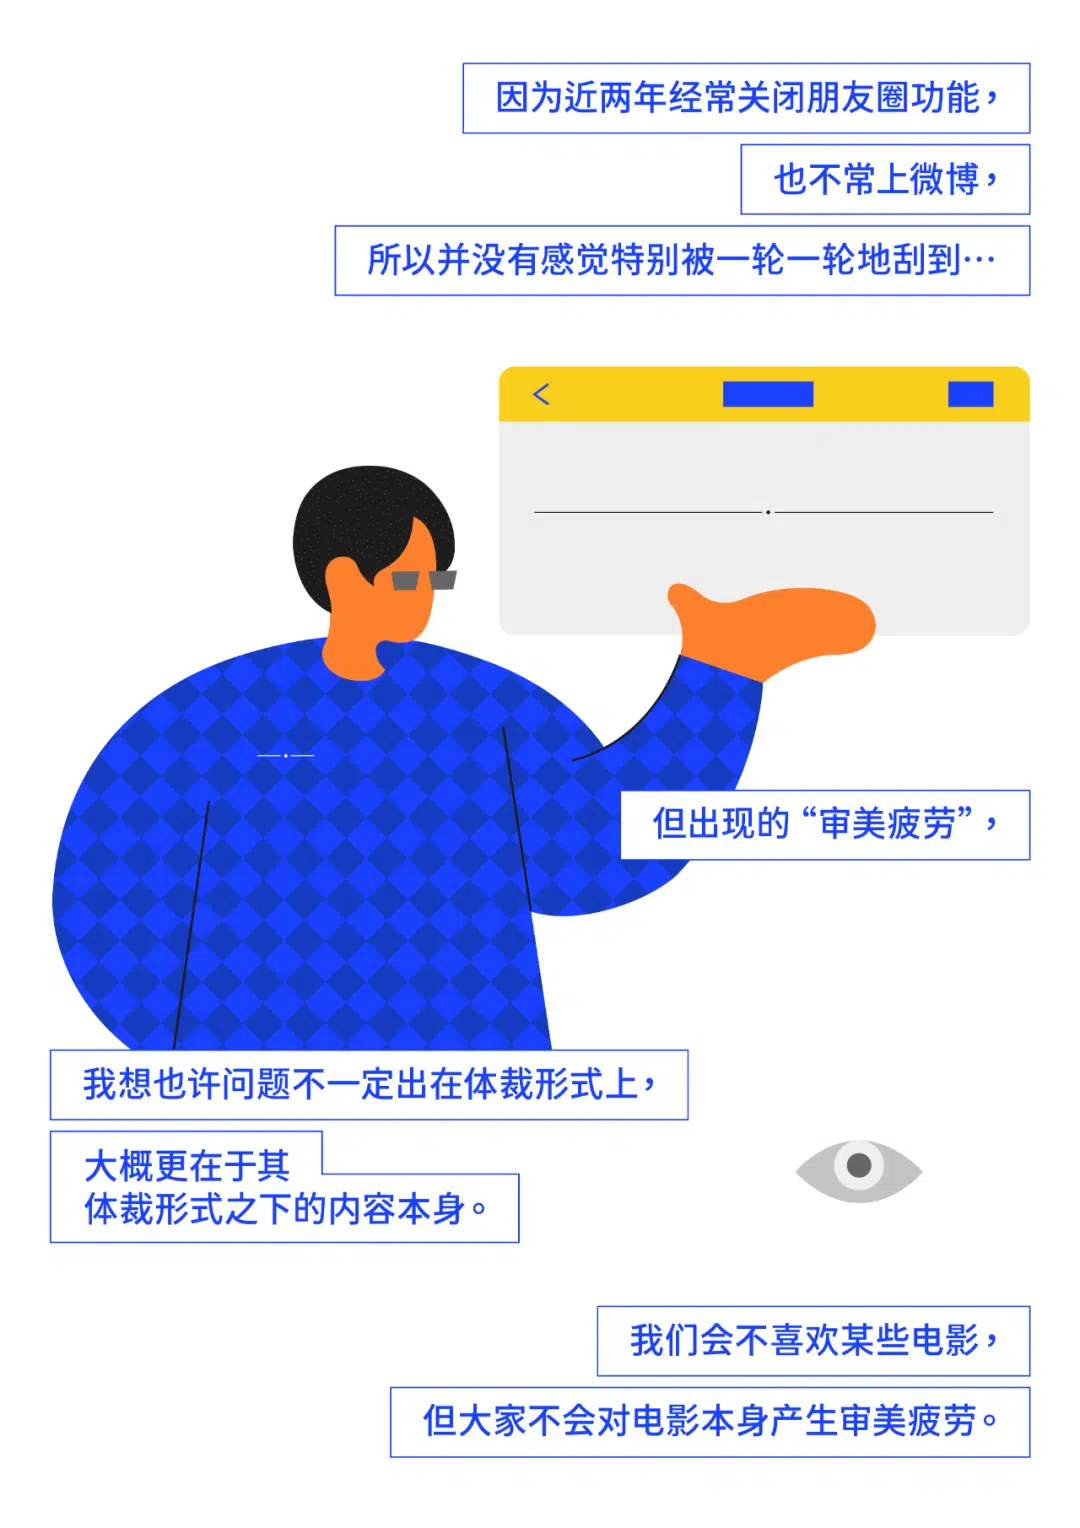 因为近两年经常关闭朋友圈功能，
也不常上微博，
所以并没有感觉特别被一轮一轮地刮到…
但出现的“审美疲劳”，
我想也许问题不一定出在体裁形式上，
大概更在于其
体裁形式之下的内容本身。
我们会不喜欢某些电影，
但大家不会对电影本身产生审美疲劳。